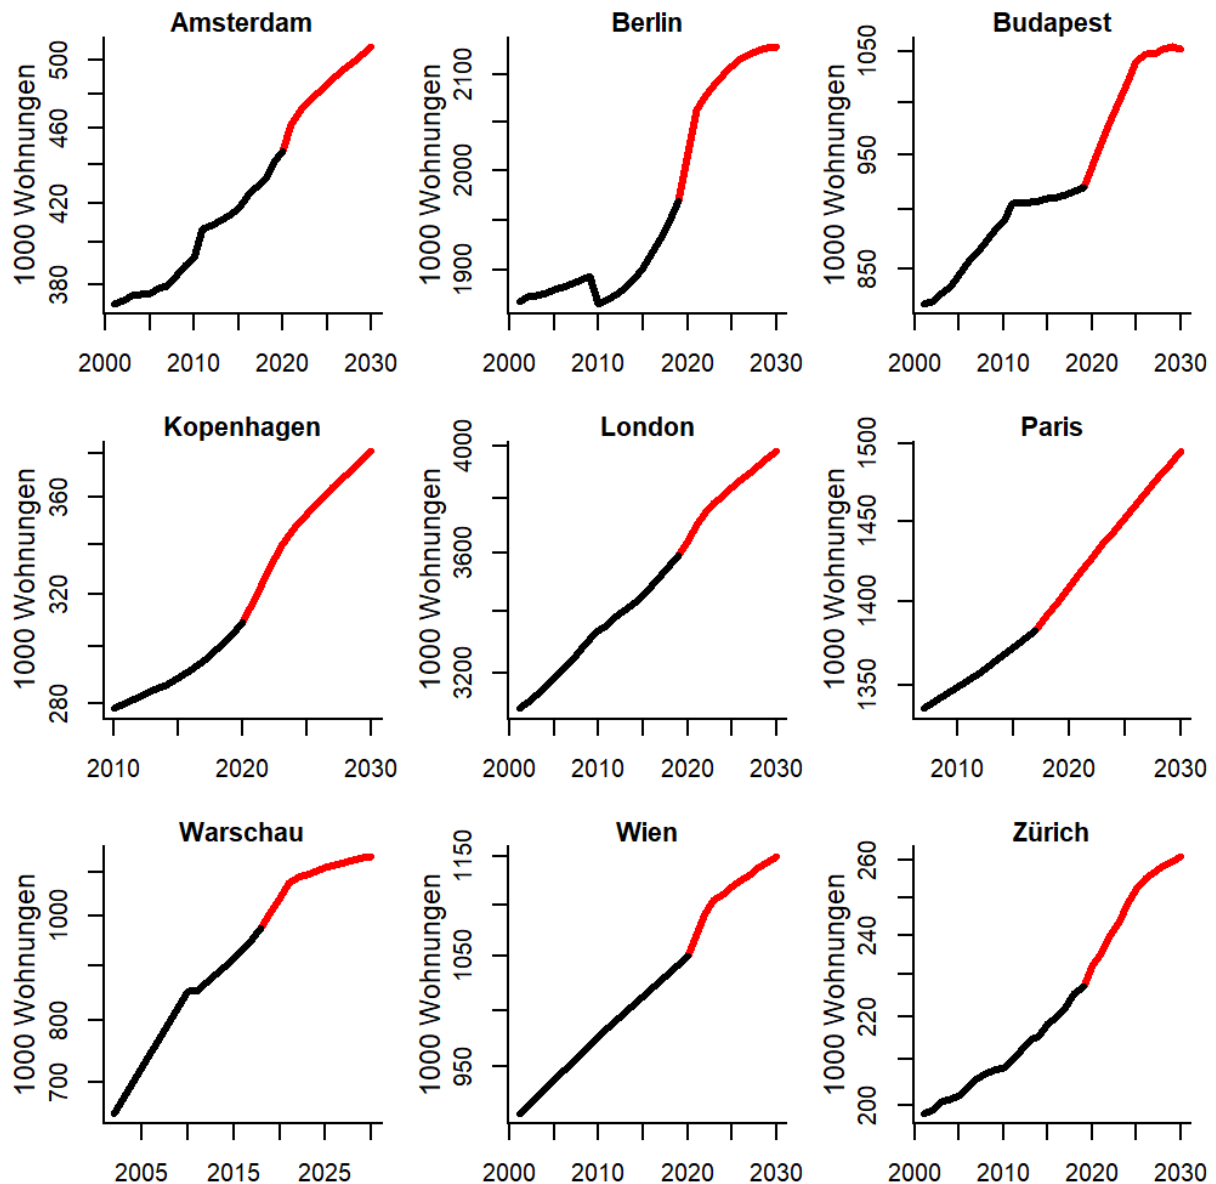 Amsterdam
1000 Wohnungen
380
420
460
500
2000 2010 2020 2030
Berlin
1000 Wohnungen
1900
2000
2100
2000 2010 2020 2030
Budapest
1000 Wohnungen
850
950
1050
2000 2010 2020 2030
Kopenhagen
1000 Wohnungen
280
320
360
2010 2020 2030
London
1000 Wohnungen
3200
3600
4000
2000 2010 2020 2030
Paris
1000 Wohnungen
1350
1400
1450
1500
2010 2020 2030
Warschau
1000 Wohnungen
700
800
1000
2005 2015 2025
Wien
1000 Wohnungen
950
1050
1150
2000 2010 2020 2030
Zürich
1000 Wohnungen
200
220
240
260
2000 2010 2020 2030